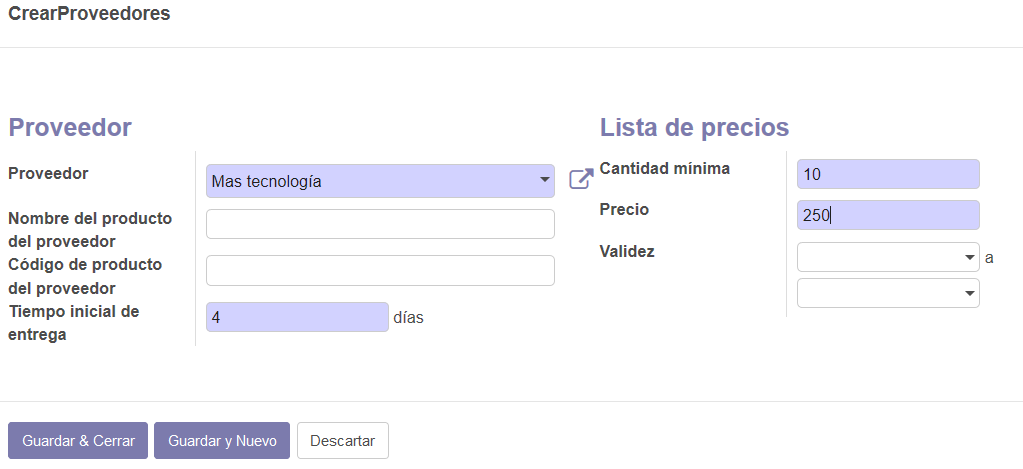 CrearProveedores
Proveedor
Proveedor
Mas tecnología
Nombre del producto
del proveedor
Código de producto
del proveedor
Tiempo inicial de
entrega
4 días
Lista de precios
Cantidad mínima
10
Precio
250
Validez
a
Guardar & Cerrar
Guardar y Nuevo
Descartar